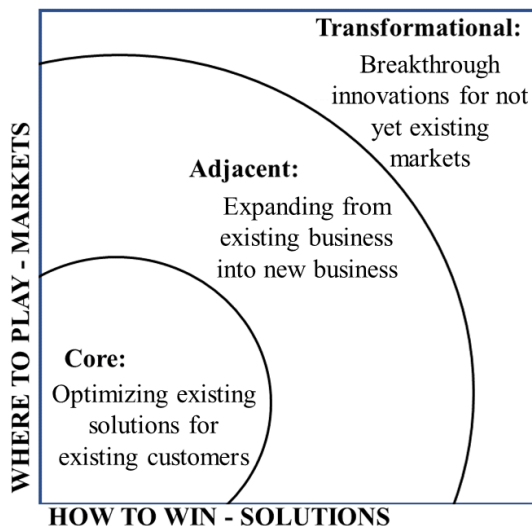 Transformational:
Breakthrough
innovations for not
yet existing
markets
Adjacent:
Expanding from
existing business
into new business
Core:
Optimizing existing
solutions for
existing customers
WHERE TO PLAY - MARKETS
HOW TO WIN - SOLUTIONS